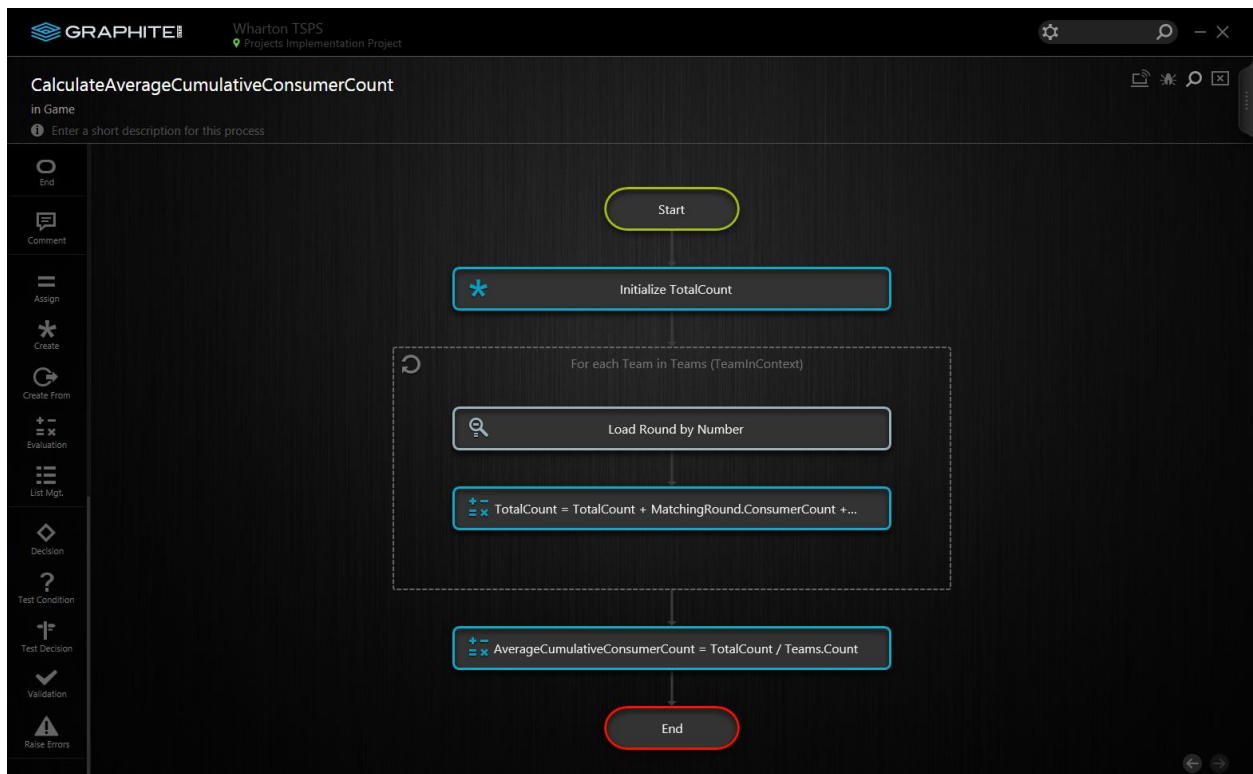 GRAPHITE
Wharton TSPS
Projects Implementation Project
CalculateAverageCumulativeConsumerCount
in Game
Enter a short description for this process
End
Comment
Assign
Create
Create From
Evaluation
List Mgt.
Decision
Test Condition
Test Decision
Validation
Raise Errors
Start
Initialize TotalCount
For each Team in Teams (TeamInContext)
Load Round by Number
TotalCount = TotalCount + MatchingRound.ConsumerCount +...
AverageCumulativeConsumerCount = TotalCount / Teams.Count
End